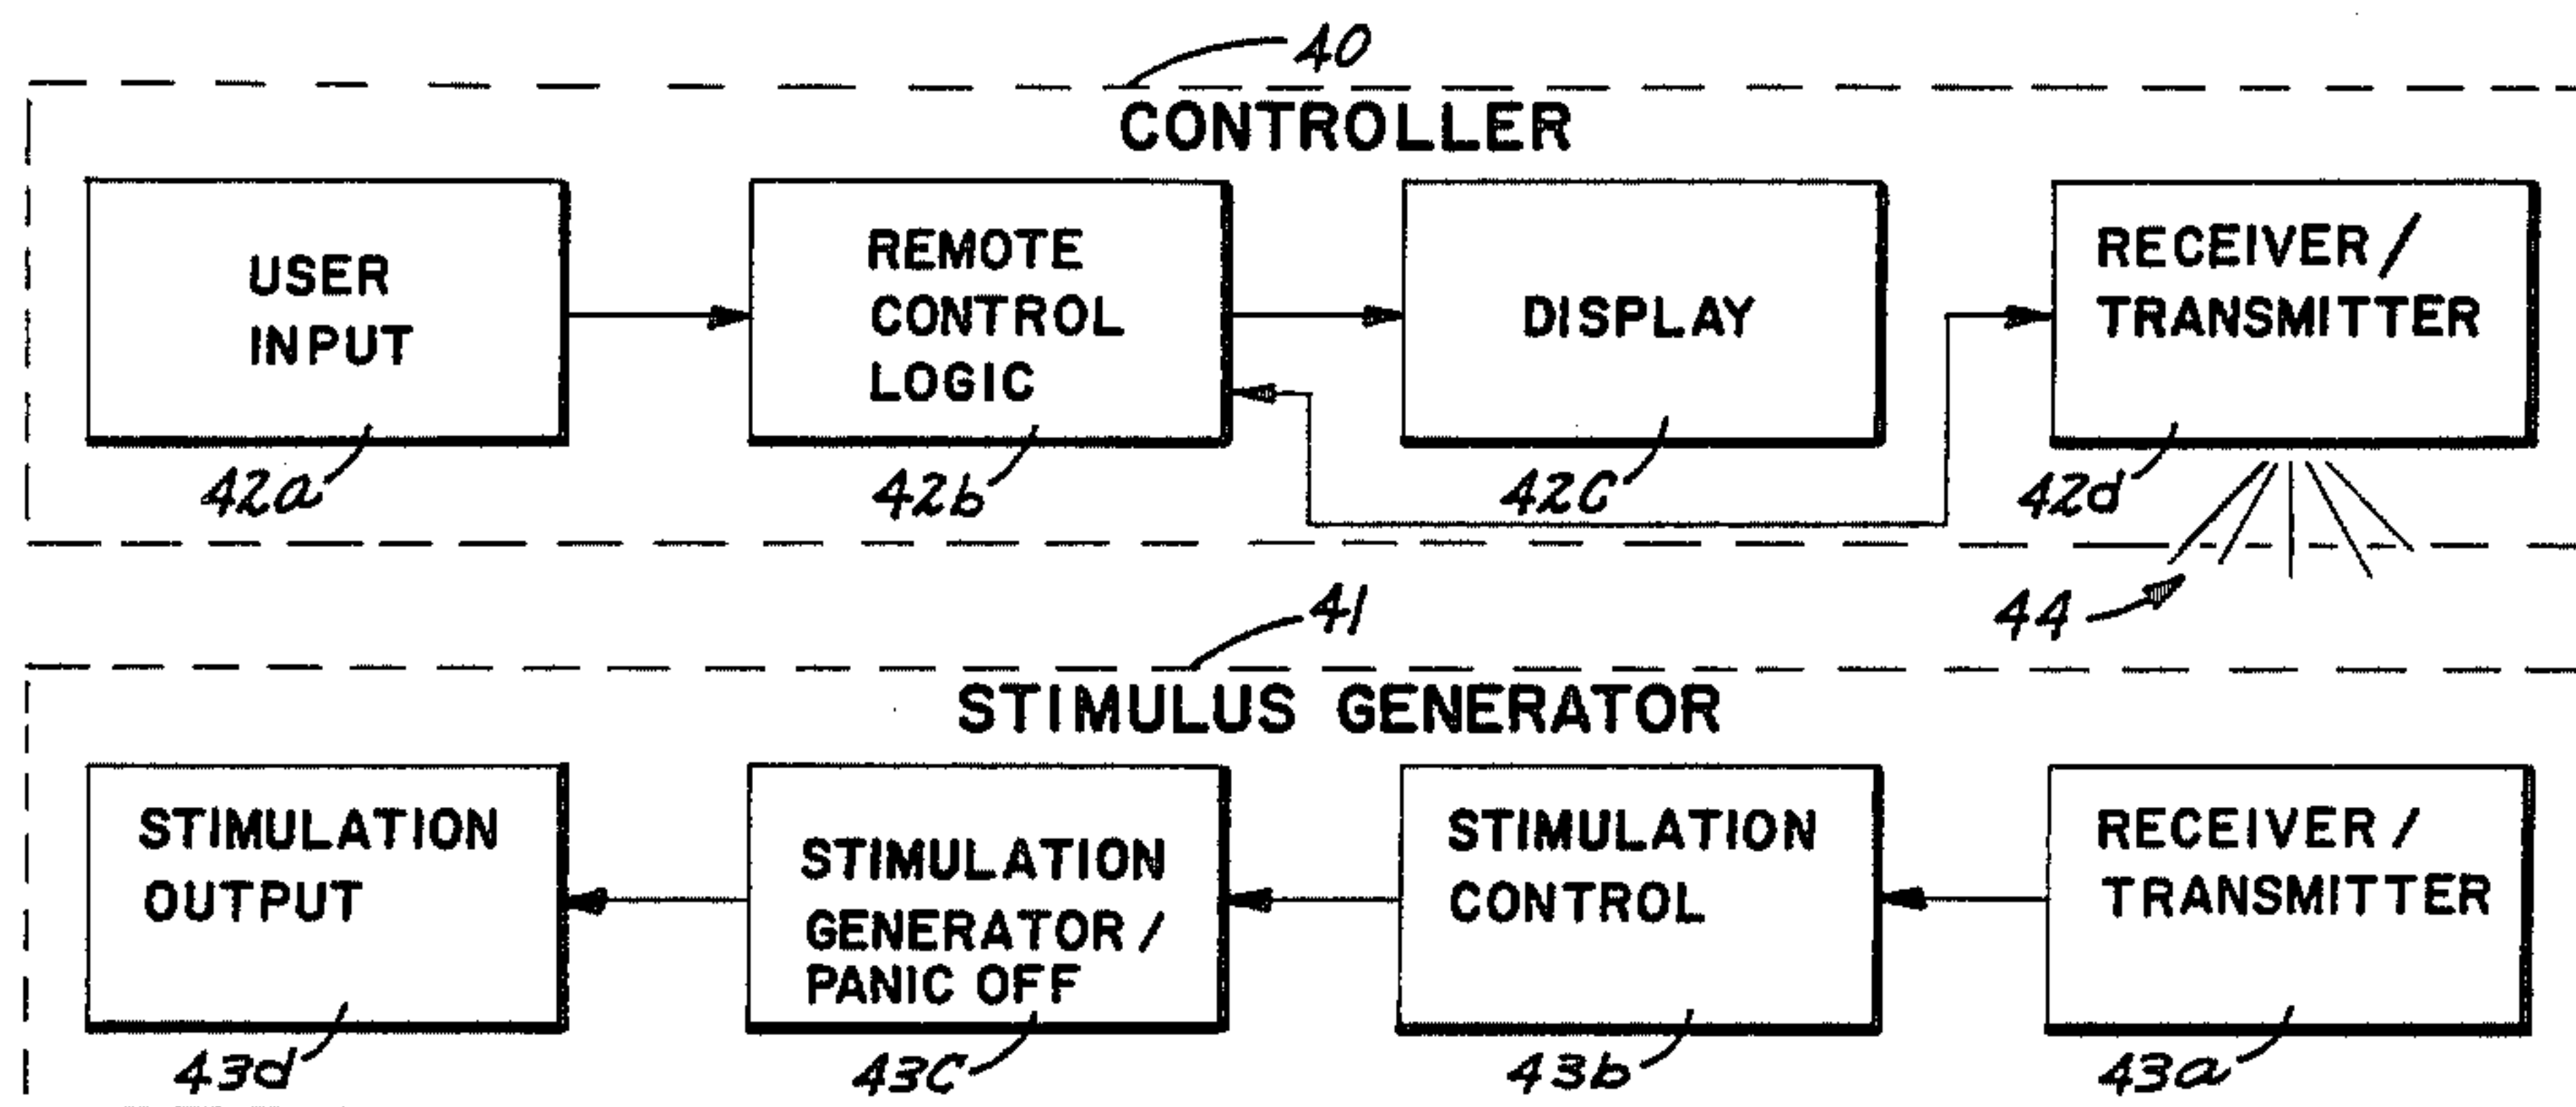 40
CONTROLLER
USER
INPUT
42a
REMOTE
CONTROL
LOGIC
42b
DISPLAY
42c
RECEIVER/
TRANSMITTER
42d
44
41
STIMULUS GENERATOR
STIMULATION
OUTPUT
43d
STIMULATION
GENERATOR/
PANIC OFF
43c
STIMULATION
CONTROL
43b
RECEIVER/
TRANSMITTER
43a